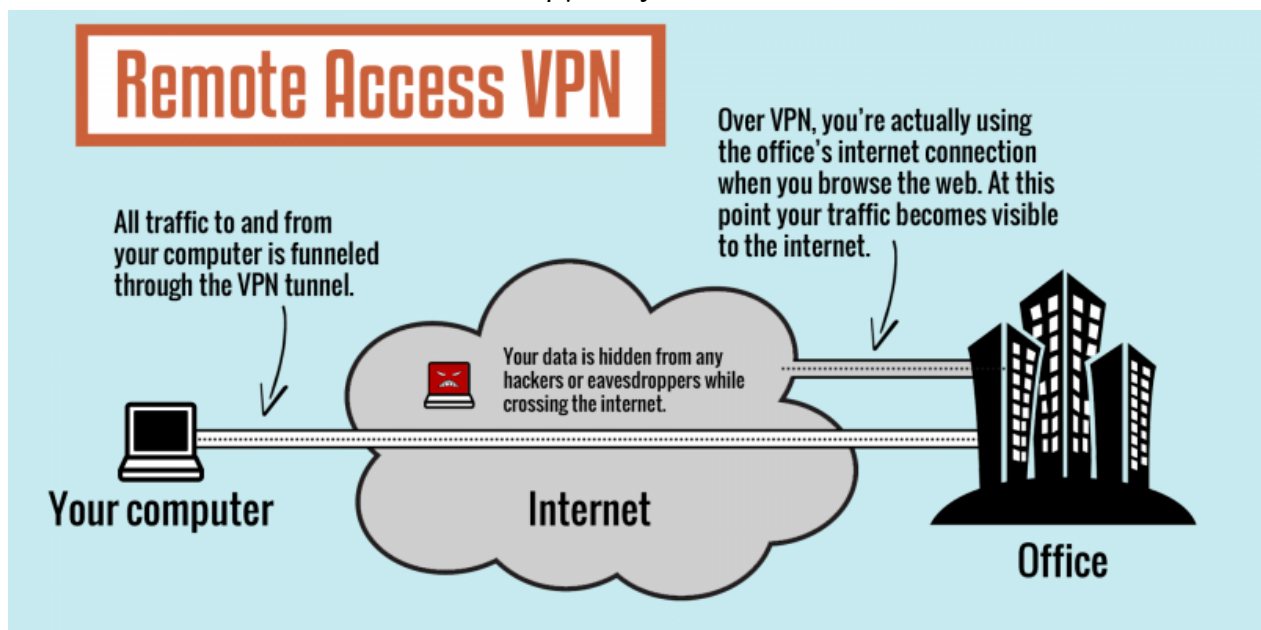 Remote Access VPN
Over VPN, you're actually using
the office's internet connection
when you browse the web. At this
point your traffic becomes visible
to the internet.
All traffic to and from
your computer is funneled
through the VPN tunnel.
Your data is hidden from any
hackers or eavesdroppers while
crossing the internet.
Your computer
Internet
Office